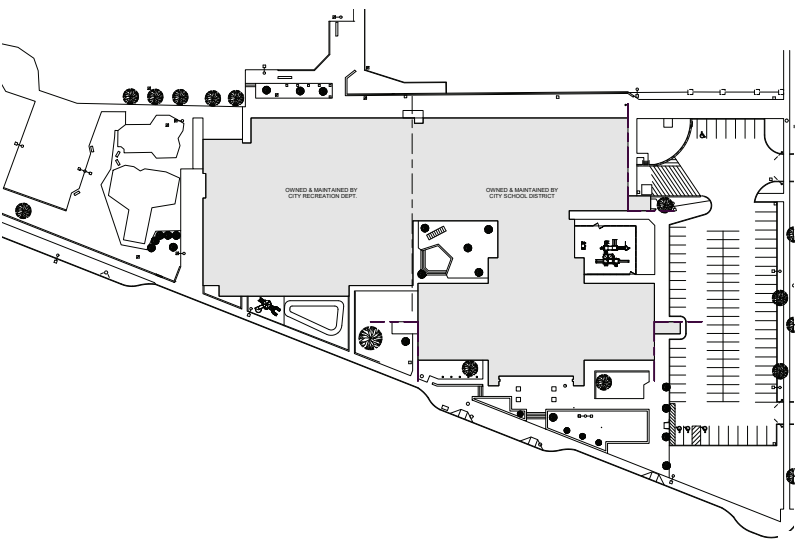 OWNED & MAINTAINED BY
CITY RECREATION DEPT.
OWNED & MAINTAINED BY
CITY SCHOOL DISTRICT